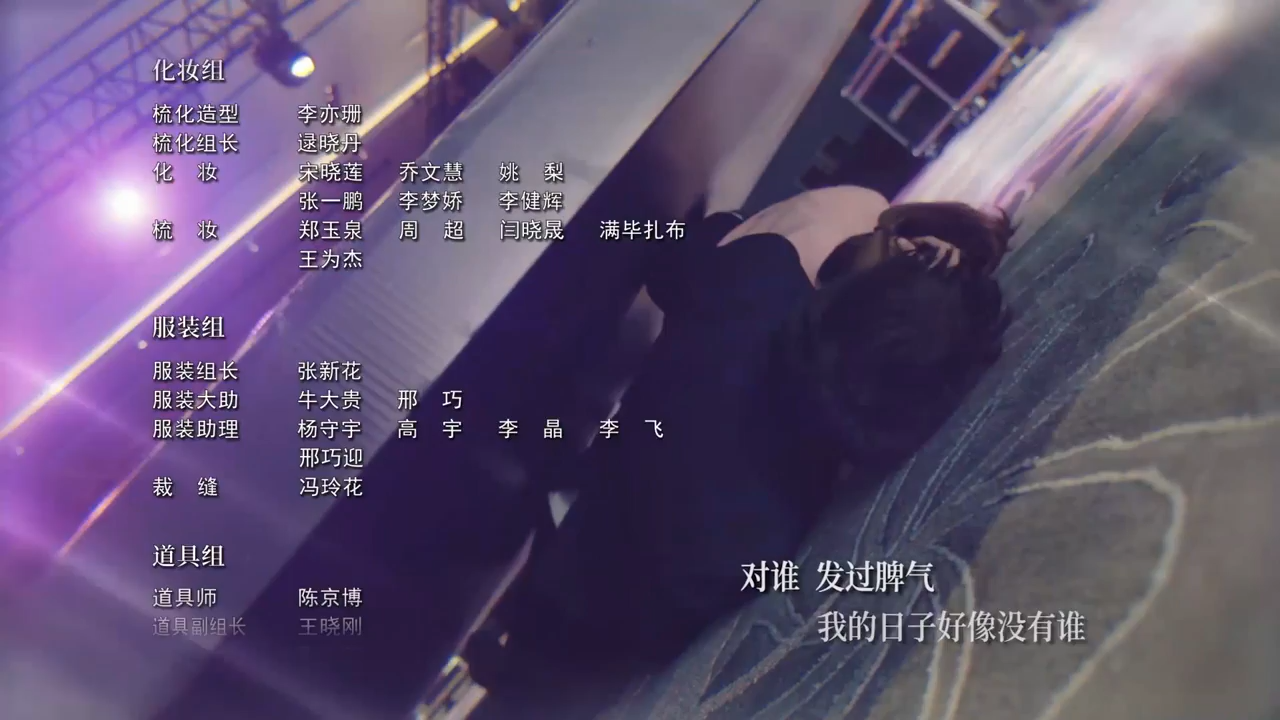 化妆组
梳化造型 李亦珊
梳化组长 逯晓丹
化 妆 宋晓莲 乔文慧 姚 梨
张一鹏 李梦娇 李健辉
梳 妆 郑玉泉 周 超 闫晓晟 满毕扎布
王为杰
服装组
服装组长 张新花
服装大助 牛大贵 邢 巧
服装助理 杨守宇 高 宇 李 晶 李 飞
邢巧迎
裁 缝 冯玲花
道具组
道具师 陈京博
道具副组长 王晓刚
对谁 发过脾气
我的日子好像没有谁